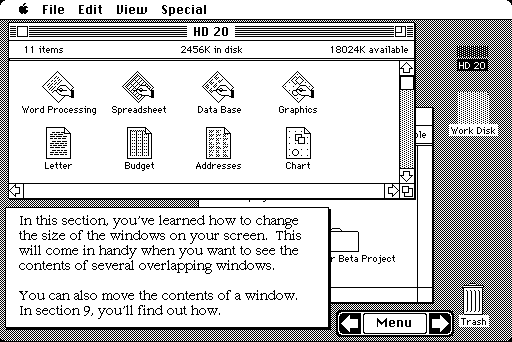 File Edit View Special
HD 20
11 items 2456K in disk 18024K available
Word Processing Spreadsheet Data Base Graphics
Letter Budget Addresses Chart
HD 20
Work Disk
r Beta Project
In this section, you've learned how to change
the size of the windows on your screen. This
will come in handy when you want to see the
contents of several overlapping windows.
You can also move the contents of a window.
In section 9, you'll find out how.
Menu
Trash